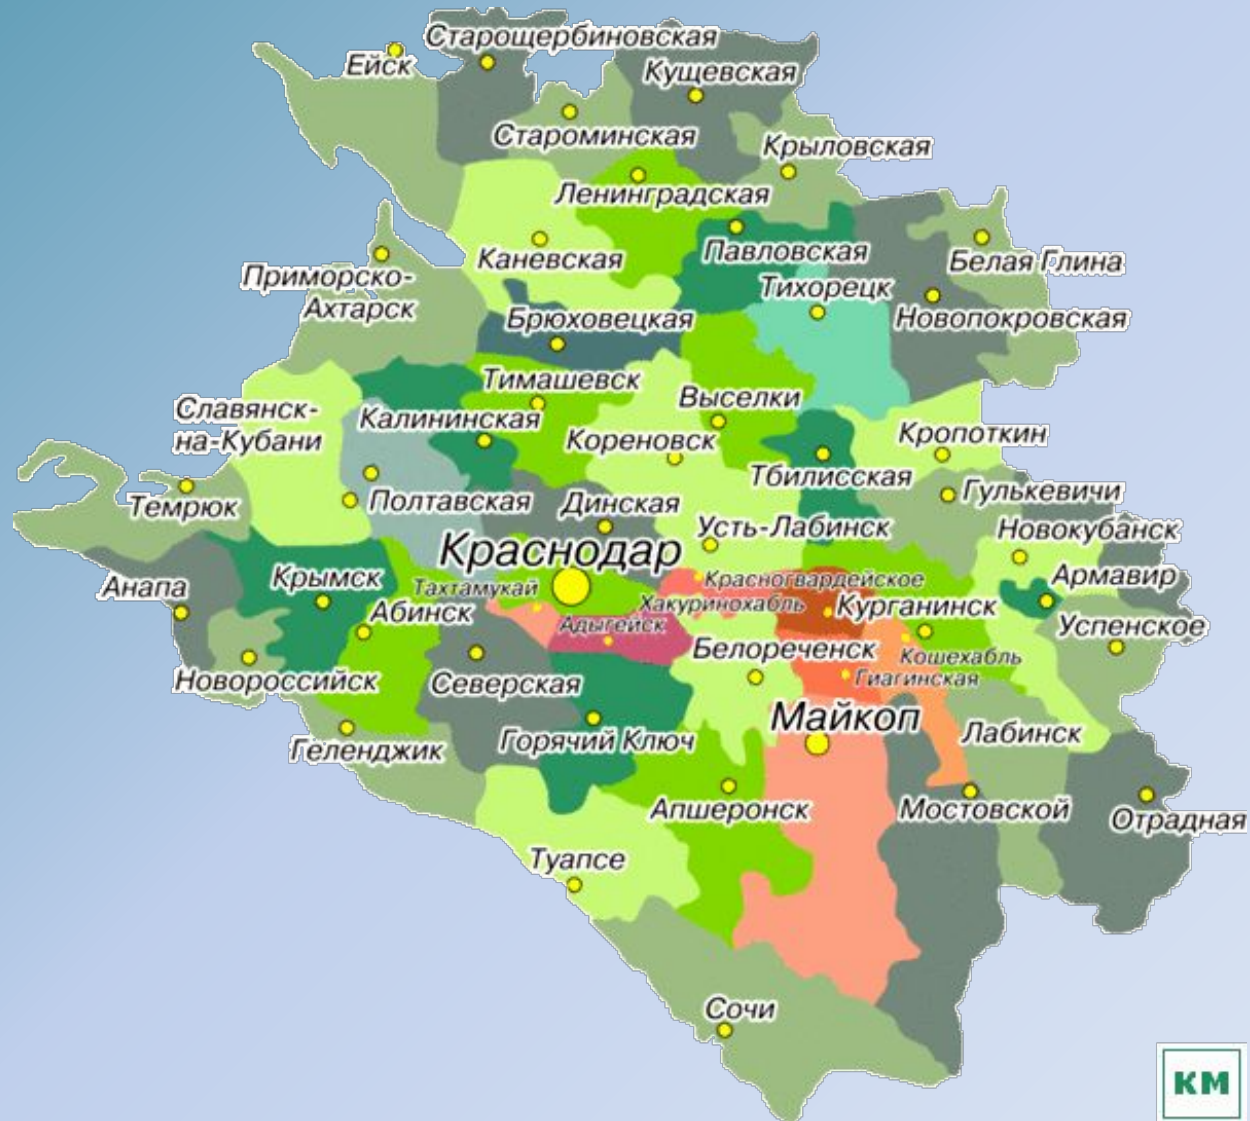 Старощербиновская
Ейск
Кущевская
Староминская
Крыловская
Ленинградская
Павловская
Каневская
Белая Глина
Приморско-
Ахтарск
Тихорецк
Брюховецкая
Новопокровская
Тимашевск
Славянск-
на-Кубани
Калининская
Выселки
Кореновск
Кропоткин
Тбилисская
Гулькевичи
Темрюк
Полтавская
Динская
Усть-Лабинск
Новокубанск
Краснодар
Анапа
Крымск
Тахтамукай
Красногвардейское
Армавир
Хакуринохабль
Курганинск
Абинск
Адыгейск
Успенское
Белореченск
Кошехабль
Гиагинская
Новороссийск
Северская
Майкоп
Геленджик
Горячий Ключ
Лабинск
Апшеронск
Мостовской
Отрадная
Туапсе
Сочи
КМ